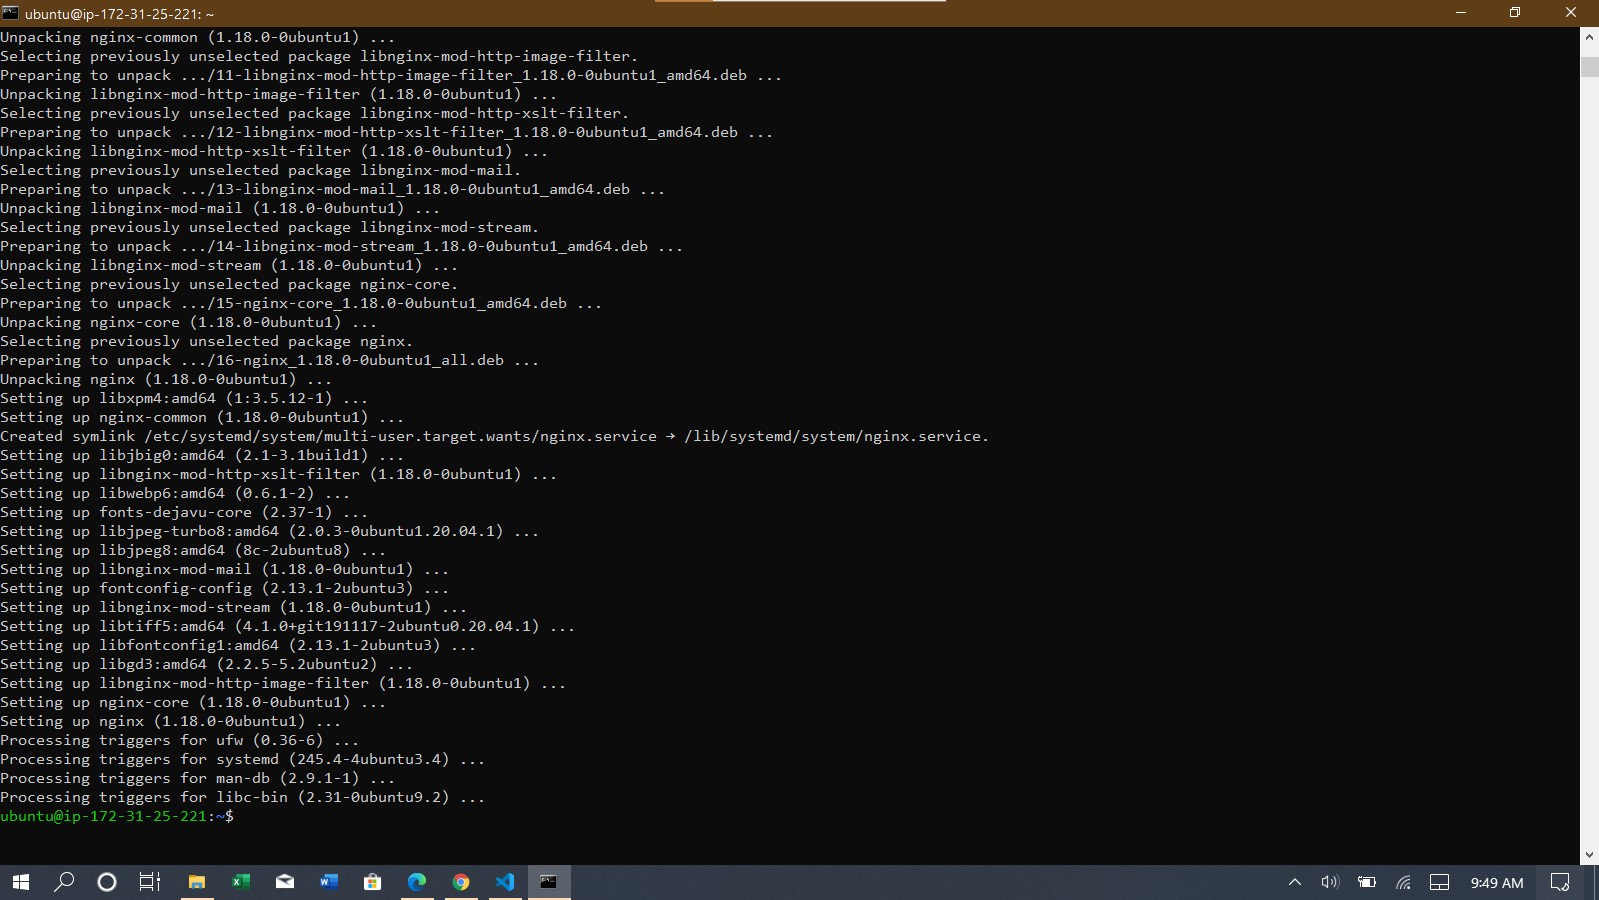 ubuntu@ip-172-31-25-221: ~
Unpacking nginx-common (1.18.0-0ubuntu1) ...
Selecting previously unselected package libnginx-mod-http-image-filter.
Preparing to unpack .../11-libnginx-mod-http-image-filter_1.18.0-0ubuntu1_amd64.deb ...
Unpacking libnginx-mod-http-image-filter (1.18.0-0ubuntu1) ...
Selecting previously unselected package libnginx-mod-http-xslt-filter.
Preparing to unpack .../12-libnginx-mod-http-xslt-filter_1.18.0-0ubuntu1_amd64.deb ...
Unpacking libnginx-mod-http-xslt-filter (1.18.0-0ubuntu1) ...
Selecting previously unselected package libnginx-mod-mail.
Preparing to unpack .../13-libnginx-mod-mail_1.18.0-0ubuntu1_amd64.deb ...
Unpacking libnginx-mod-mail (1.18.0-0ubuntu1) ...
Selecting previously unselected package libnginx-mod-stream.
Preparing to unpack .../14-libnginx-mod-stream_1.18.0-0ubuntu1_amd64.deb ...
Unpacking libnginx-mod-stream (1.18.0-0ubuntu1) ...
Selecting previously unselected package nginx-core.
Preparing to unpack .../15-nginx-core_1.18.0-0ubuntu1_amd64.deb ...
Unpacking nginx-core (1.18.0-0ubuntu1) ...
Selecting previously unselected package nginx.
Preparing to unpack .../16-nginx_1.18.0-0ubuntu1_all.deb ...
Unpacking nginx (1.18.0-0ubuntu1) ...
Setting up libxpm4:amd64 (1:3.5.12-1) ...
Setting up nginx-common (1.18.0-0ubuntu1) ...
Created symlink /etc/systemd/system/multi-user.target.wants/nginx.service → /lib/systemd/system/nginx.service.
Setting up libjbig0:amd64 (2.1-3.1build1) ...
Setting up libnginx-mod-http-xslt-filter (1.18.0-0ubuntu1) ...
Setting up libwebp6:amd64 (0.6.1-2) ...
Setting up fonts-dejavu-core (2.37-1) ...
Setting up libjpeg-turbo8:amd64 (2.0.3-0ubuntu1.20.04.1) ...
Setting up libjpeg8:amd64 (8c-2ubuntu8) ...
Setting up libnginx-mod-mail (1.18.0-0ubuntu1) ...
Setting up fontconfig-config (2.13.1-2ubuntu3) ...
Setting up libnginx-mod-stream (1.18.0-0ubuntu1) ...
Setting up libtiff5:amd64 (4.1.0+git191117-2ubuntu0.20.04.1) ...
Setting up libfontconfig1:amd64 (2.13.1-2ubuntu3) ...
Setting up libgd3:amd64 (2.2.5-5.2ubuntu2) ...
Setting up libnginx-mod-http-image-filter (1.18.0-0ubuntu1) ...
Setting up nginx-core (1.18.0-0ubuntu1) ...
Setting up nginx (1.18.0-0ubuntu1) ...
Processing triggers for ufw (0.36-6) ...
Processing triggers for systemd (245.4-4ubuntu3.4) ...
Processing triggers for man-db (2.9.1-1) ...
Processing triggers for libc-bin (2.31-0ubuntu9.2) ...
ubuntu@ip-172-31-25-221:~$
9:49 AM